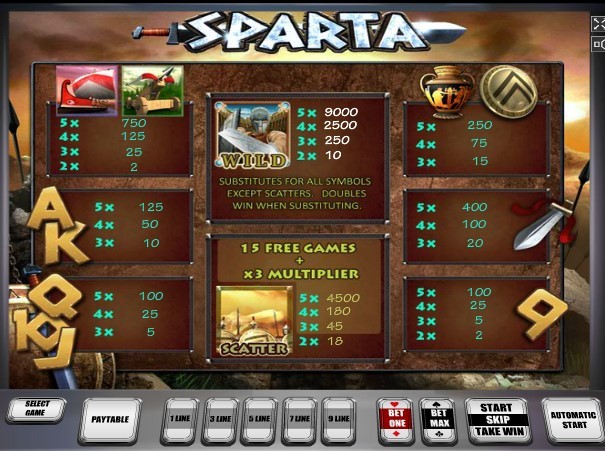 SPARTA
5x 750
4x 125
3x 25
2x 2
5x 9000
4x 2500
3x 250
2x 10
WILD
SUBSTITUTES FOR ALL SYMBOLS
EXCEPT SCATTERS. DOUBLES
WIN WHEN SUBSTITUTING.
5x 250
4x 75
3x 15
A
K
5x 125
4x 50
3x 10
15 FREE GAMES
+
x3 MULTIPLIER
5x 4500
4x 180
3x 45
2x 18
SCATTER
5x 400
4x 100
3x 20
Q
J
5x 100
4x 25
3x 5
5x 100
4x 25
3x 5
2x 2
9
SELECT
GAME
PAYTABLE
1 LINE
3 LINE
5 LINE
7 LINE
9 LINE
BET
ONE
BET
MAX
START
SKIP
TAKE WIN
AUTOMATIC
START